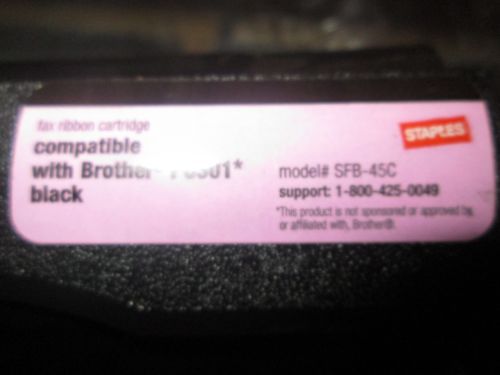 fax ribbon cartridge
compatible
with Brother
black
STAPLES
model# SFB-45C
support: 1-800-425-0049
*This product is not sponsored or approved by,
or affiliated with, Brother®.